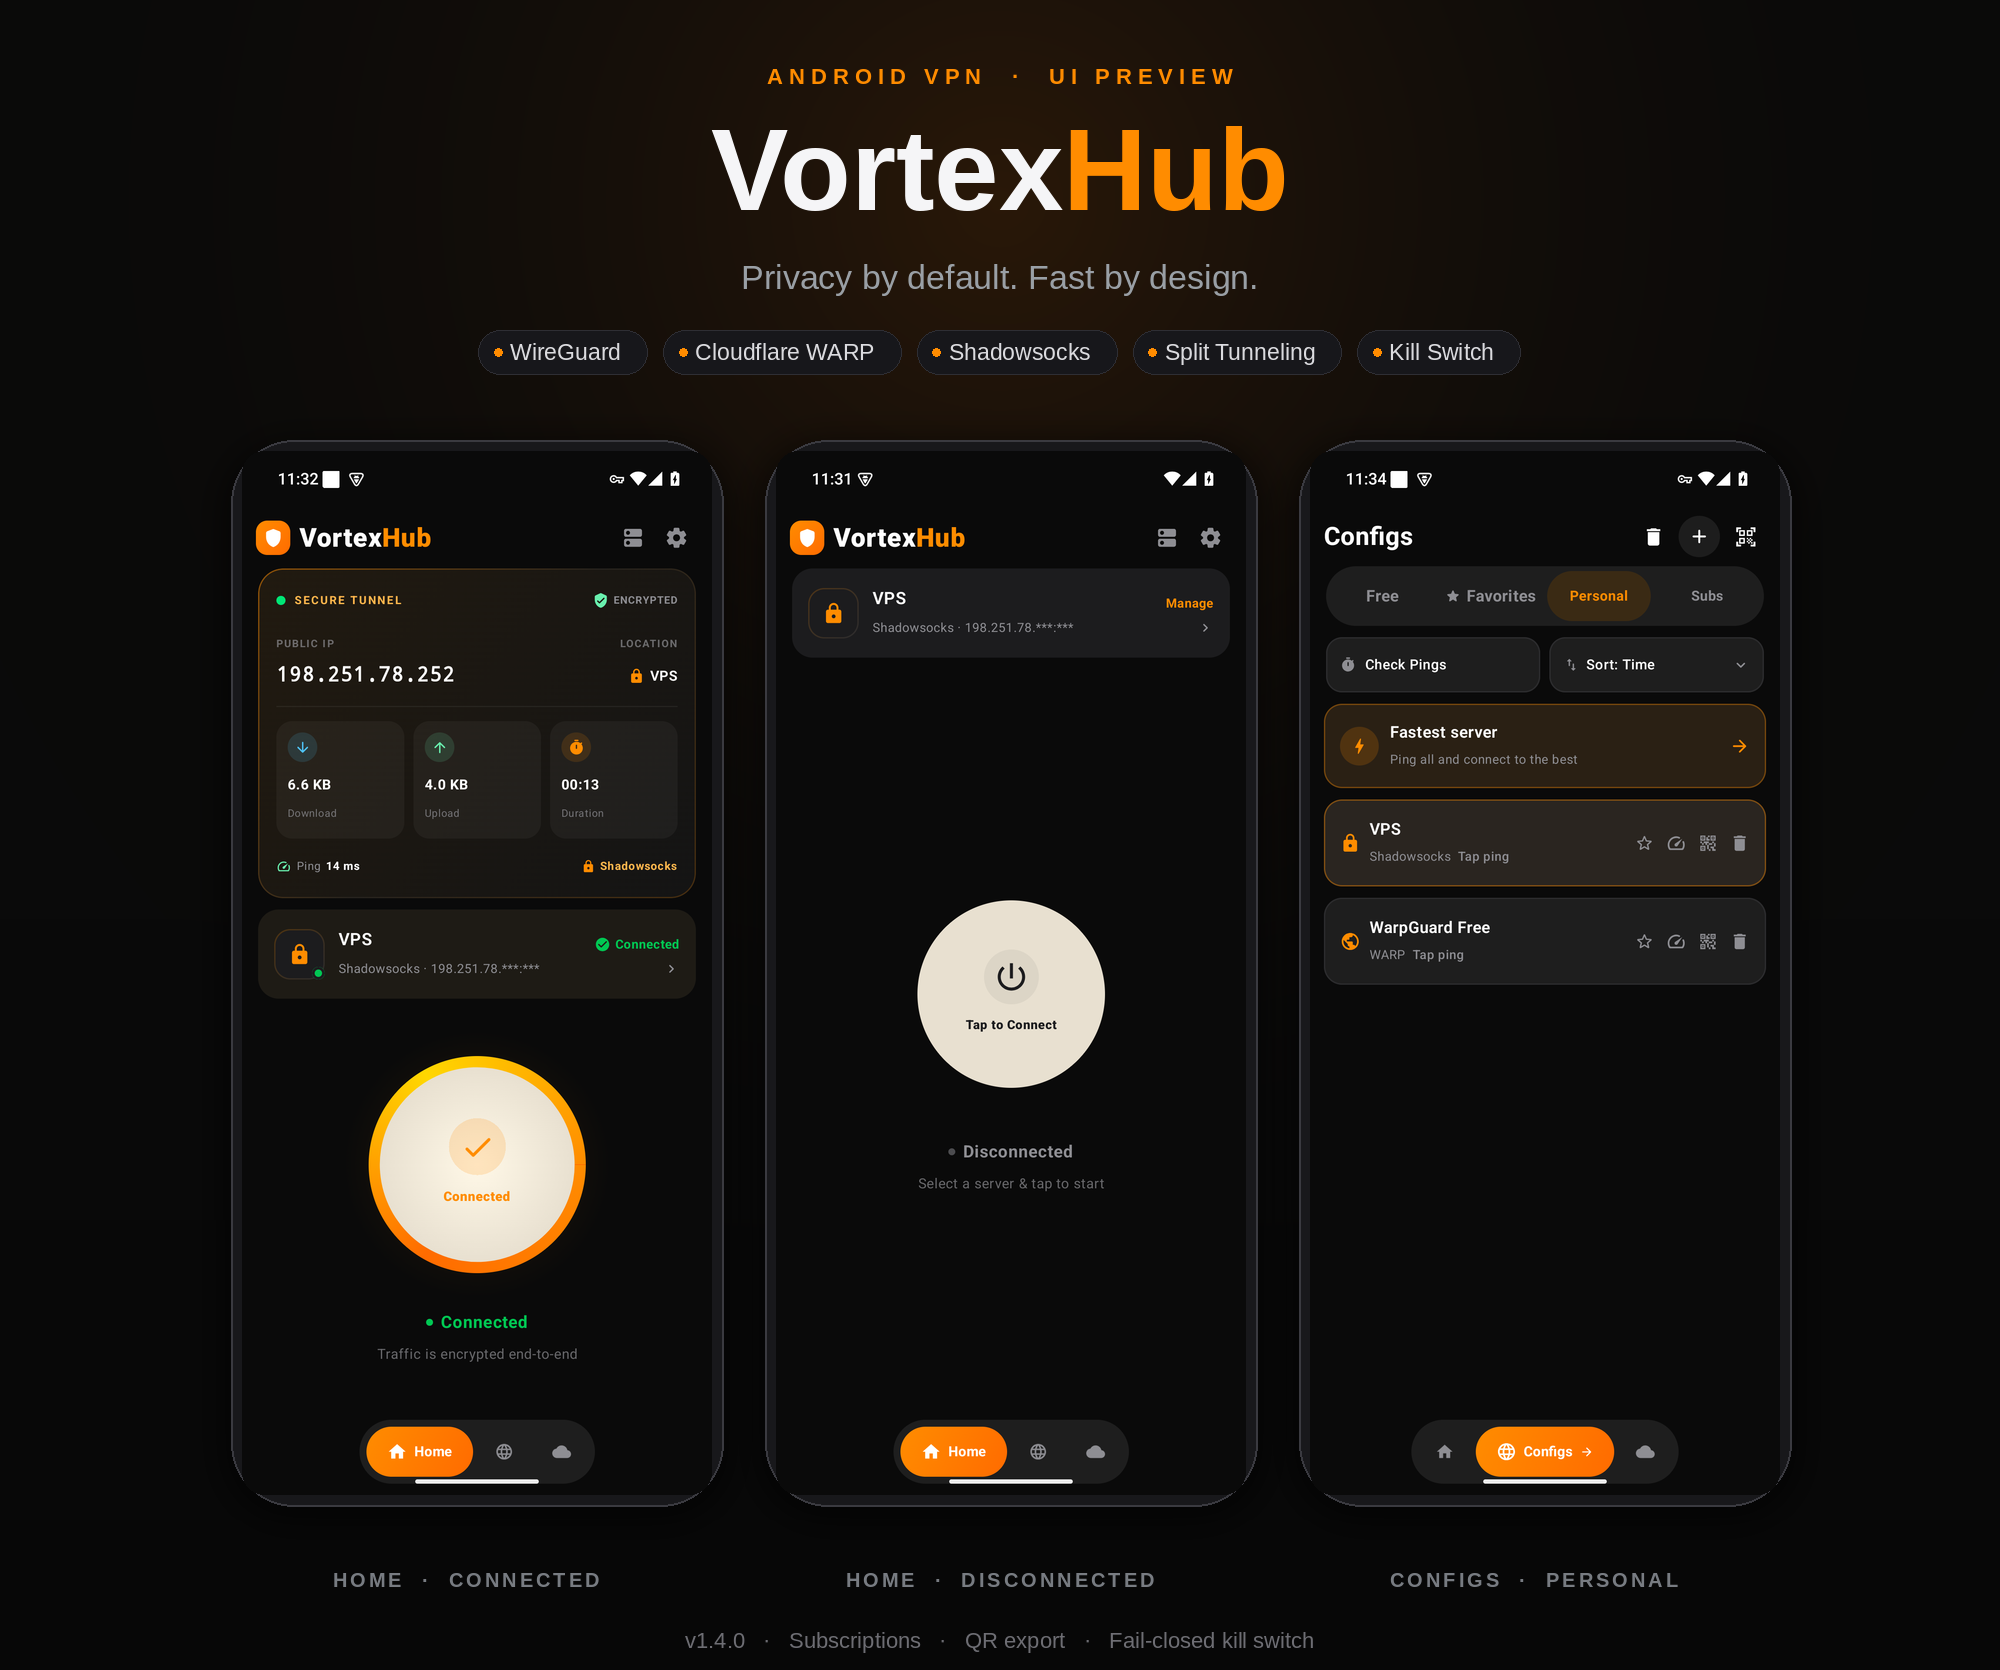 ANDROID VPN · UI PREVIEW
VortexHub
Privacy by default. Fast by design.
WireGuard
Cloudflare WARP
Shadowsocks
Split Tunneling
Kill Switch
11:32
VortexHub
SECURE TUNNEL
ENCRYPTED
PUBLIC IP
LOCATION
198.251.78.252
VPS
6.6 KB
4.0 KB
00:13
Download
Upload
Duration
Ping 14 ms
Shadowsocks
VPS
Connected
Shadowsocks · 198.251.78.***:***
Connected
Connected
Traffic is encrypted end-to-end
Home
HOME · CONNECTED
11:31
VortexHub
VPS
Manage
Shadowsocks · 198.251.78.***:***
Tap to Connect
Disconnected
Select a server & tap to start
Home
HOME · DISCONNECTED
11:34
Configs
Free
Favorites
Personal
Subs
Check Pings
Sort: Time
Fastest server
Ping all and connect to the best
VPS
Shadowsocks Tap ping
WarpGuard Free
WARP Tap ping
Configs
CONFIGS · PERSONAL
v1.4.0 · Subscriptions · QR export · Fail-closed kill switch